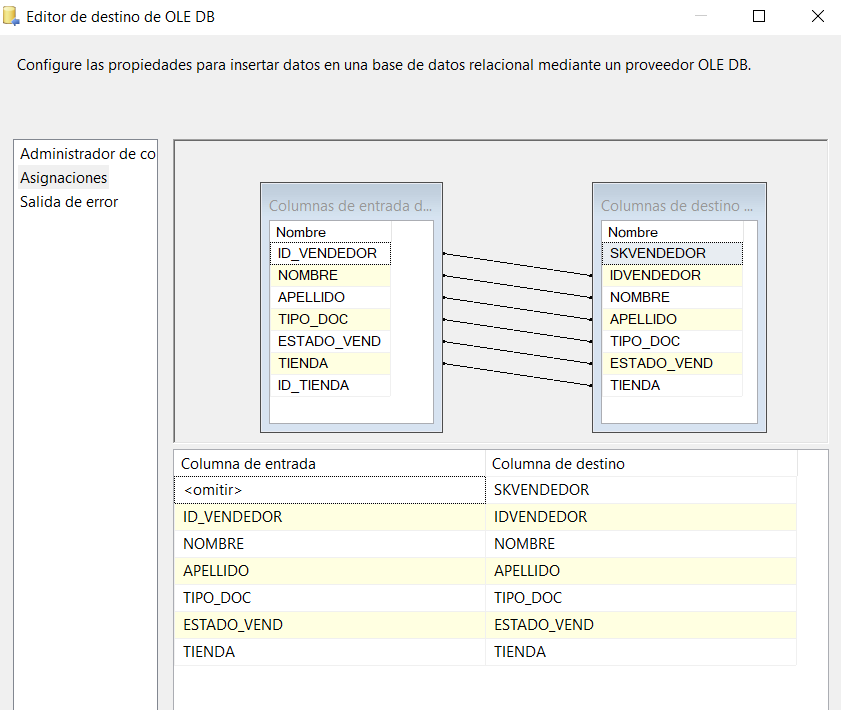 Editor de destino de OLE DB
Configure las propiedades para insertar datos en una base de datos relacional mediante un proveedor OLE DB.
Administrador de co
Asignaciones
Salida de error
Columnas de entrada d...
Nombre
ID_VENDEDOR
NOMBRE
APELLIDO
TIPO_DOC
ESTADO_VEND
TIENDA
ID_TIENDA
Columnas de destino ...
Nombre
SKVENDEDOR
IDVENDEDOR
NOMBRE
APELLIDO
TIPO_DOC
ESTADO_VEND
TIENDA
Columna de entrada Columna de destino
<omitir> SKVENDEDOR
ID_VENDEDOR IDVENDEDOR
NOMBRE NOMBRE
APELLIDO APELLIDO
TIPO_DOC TIPO_DOC
ESTADO_VEND ESTADO_VEND
TIENDA TIENDA